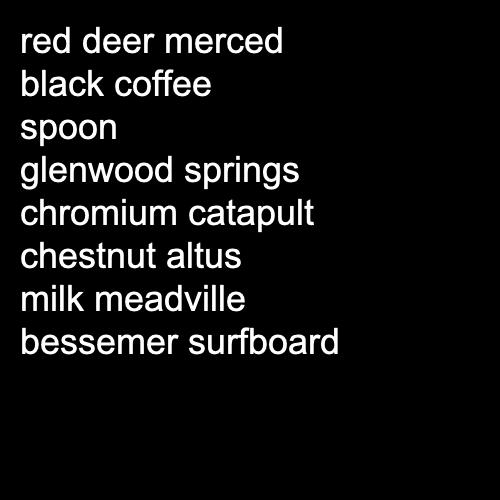 red deer merced
black coffee
spoon
glenwood springs
chromium catapult
chestnut altus
milk meadville
bessemer surfboard